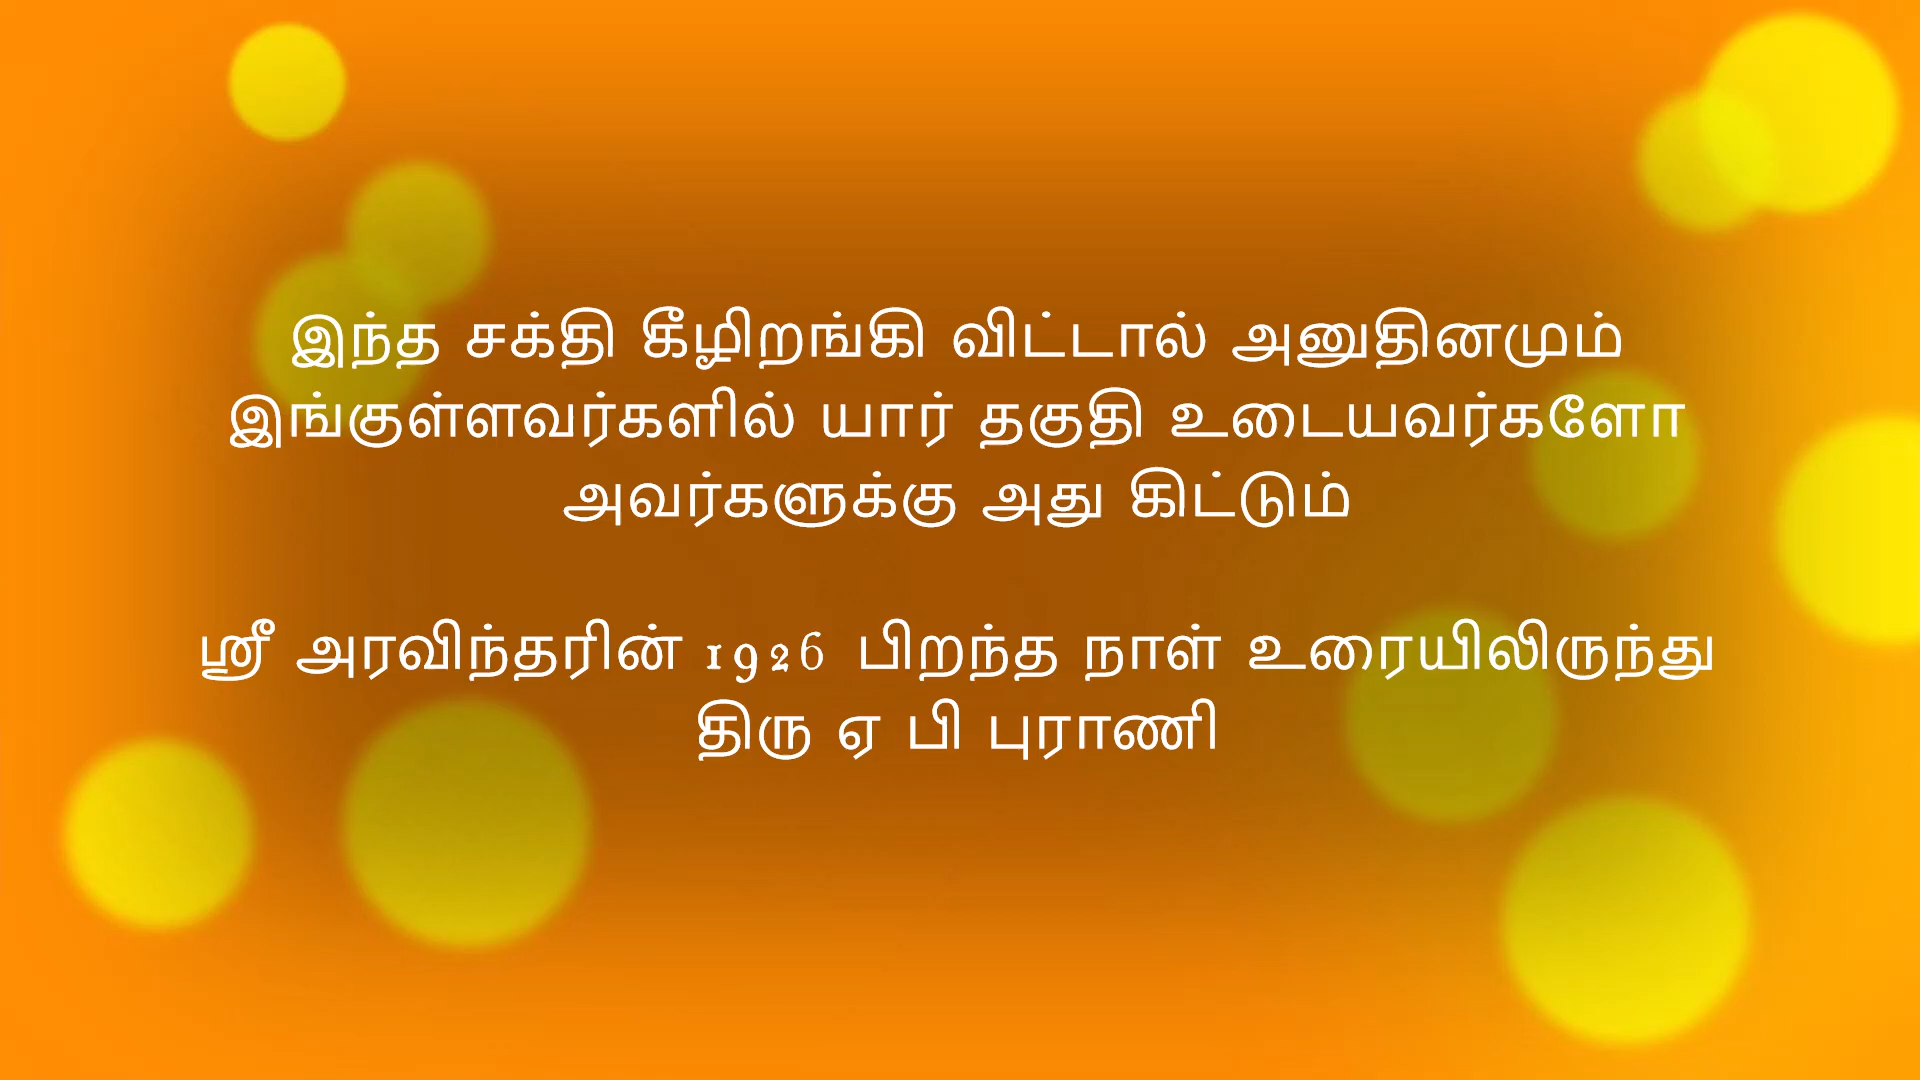 இந்த சக்தி கீழிறங்கி விட்டால் அனுதினமும்
இங்குள்ளவர்களில் யார் தகுதி உடையவர்களோ
அவர்களுக்கு அது கிட்டும்
ஸ்ரீ அரவிந்தரின் 1926 பிறந்த நாள் உரையிலிருந்து
திரு ஏ பி புராணி